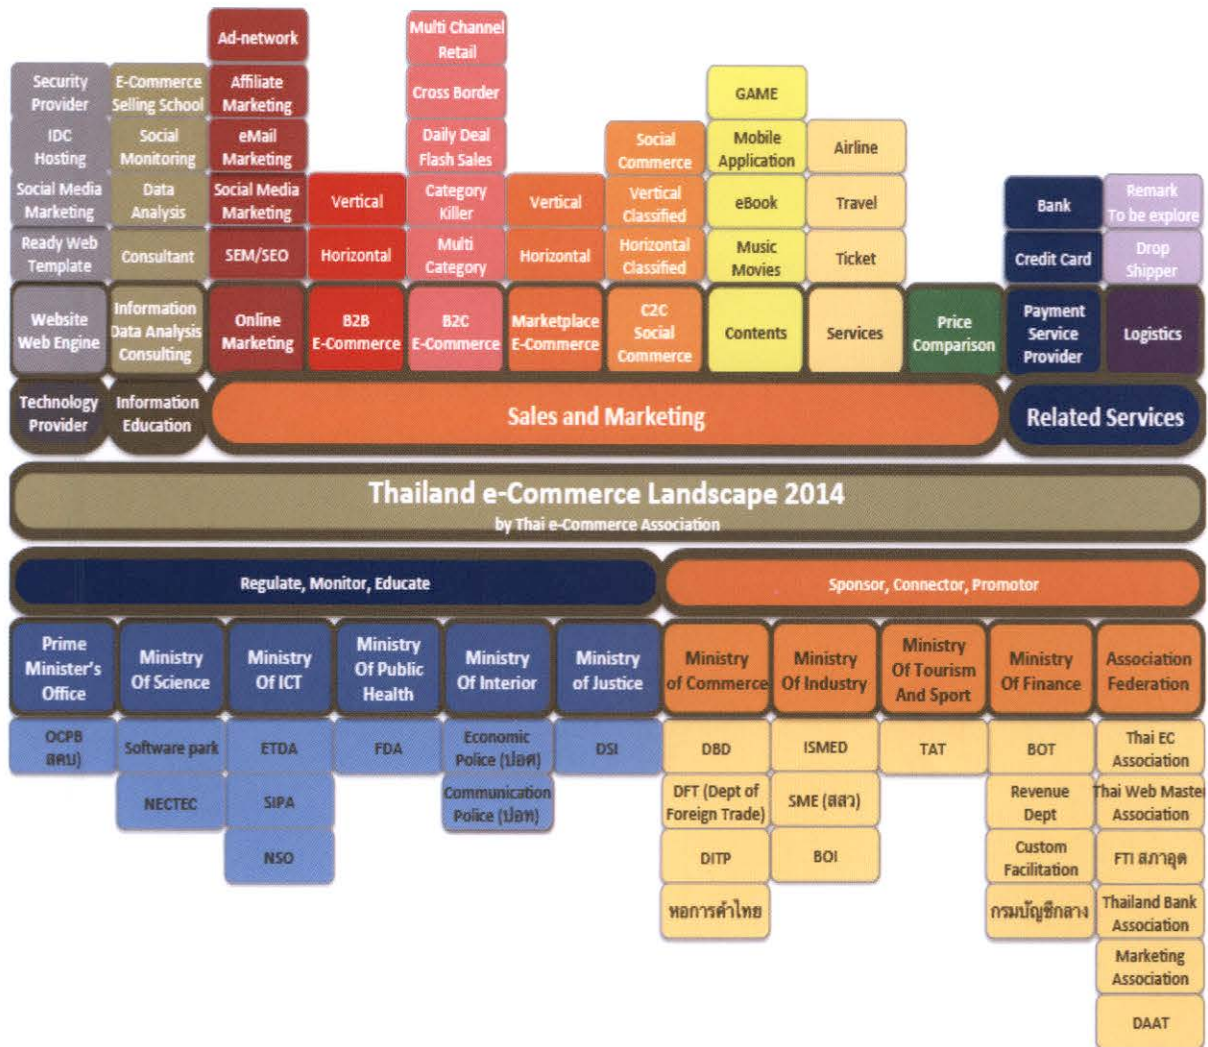 Ad-network
Multi Channel
Retail
Security
Provider
E-Commerce
Selling School
Affiliate
Marketing
Cross Border
GAME
IDC
Hosting
Social
Monitoring
eMail
Marketing
Daily Deal
Flash Sales
Social
Commerce
Mobile
Application
Airline
Social Media
Marketing
Data
Analysis
Social Media
Marketing
Vertical
Category
Killer
Vertical
Vertical
Classified
eBook
Travel
Bank
Remark
To be explore
Ready Web
Template
Consultant
SEM/SEO
Horizontal
Multi
Category
Horizontal
Horizontal
Classified
Music
Movies
Ticket
Credit Card
Drop
Shipper
Website
Web Engine
Information
Data Analysis
Consulting
Online
Marketing
B2B
E-Commerce
B2C
E-Commerce
Marketplace
E-Commerce
C2C
Social
Commerce
Contents
Services
Price
Comparison
Payment
Service
Provider
Logistics
Technology
Provider
Information
Education
Sales and Marketing
Related Services
Thailand e-Commerce Landscape 2014
by Thai e-Commerce Association
Regulate, Monitor, Educate
Sponsor, Connector, Promotor
Prime
Minister's
Office
Ministry
Of Science
Ministry
Of ICT
Ministry
Of Public
Health
Ministry
Of Interior
Ministry
of Justice
Ministry
of Commerce
Ministry
Of Industry
Ministry
Of Tourism
And Sport
Ministry
Of Finance
Association
Federation
OCPB
สคบ)
Software park
ETDA
FDA
Economic
Police (ปอศ)
DSI
DBD
ISMED
TAT
BOT
Thai EC
Association
NECTEC
SIPA
Communication
Police (ปอท)
DFT (Dept of
Foreign Trade)
SME (สสว)
Revenue
Dept
Thai Web Master
Association
NSO
DITP
BOI
Custom
Facilitation
FTI สภาอุต
หอการค้าไทย
กรมบัญชีกลาง
Thailand Bank
Association
Marketing
Association
DAAT